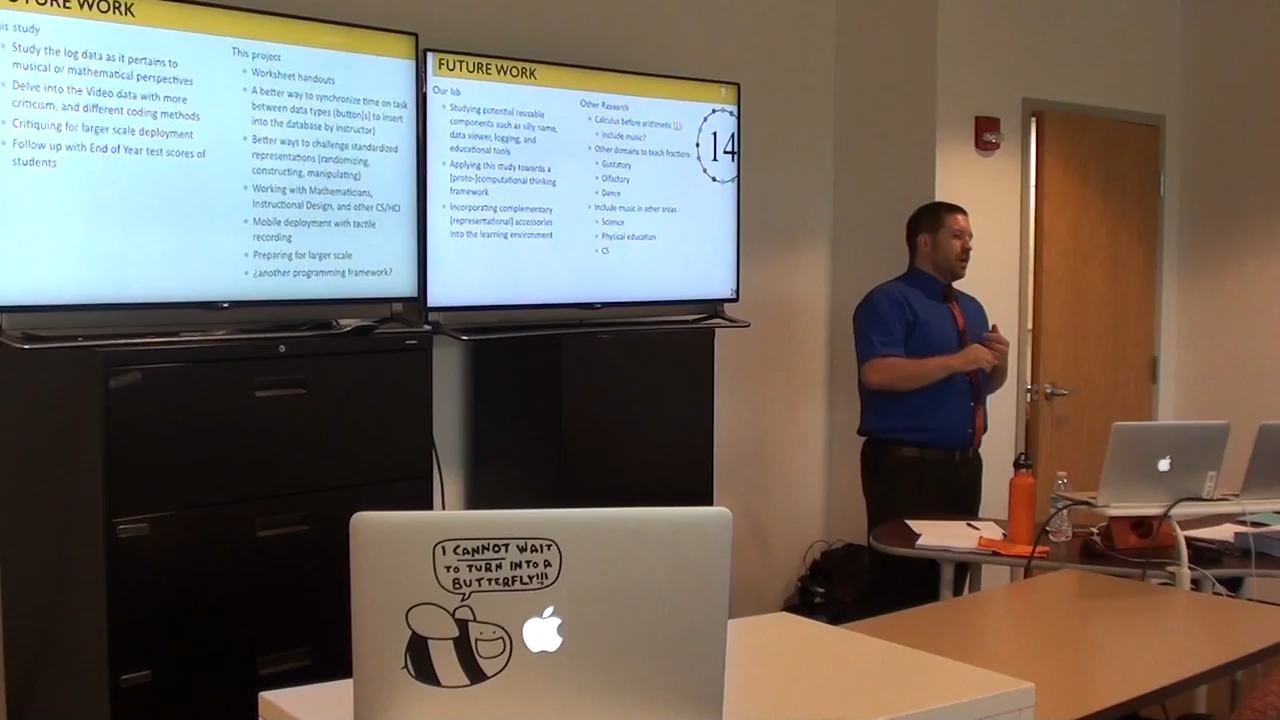 FUTURE WORK
is study
Study the log data as it pertains to
musical or mathematical perspectives
Delve into the Video data with more
criticism, and different coding methods
Critiquing for larger scale deployment
Follow up with End of Year test scores of
students
This project
Worksheet handouts
A better way to synchronize time on task
between data types (button[s] to insert
into the database by instructor)
Better ways to challenge standardized
representations (randomizing,
constructing, manipulating)
Working with Mathematicians,
Instructional Design, and other CS/HCI
Mobile deployment with tactile
recording
Preparing for larger scale
¿another programming framework?
FUTURE WORK
Our lab
Studying potential reusable
components such as silly name,
data viewer, logging, and
educational tools
Applying this study towards a
[proto-]computational thinking
framework
Incorporating complementary
[representational] accessories
into the learning environment
Other Research
Calculus before arithmetic [1]
Include music?
Other domains to teach fractions
Gustatory
Olfactory
Dance
Include music in other areas
Science
Physical education
CS
14
I CANNOT WAIT
TO TURN INTO A
BUTTERFLY!!!